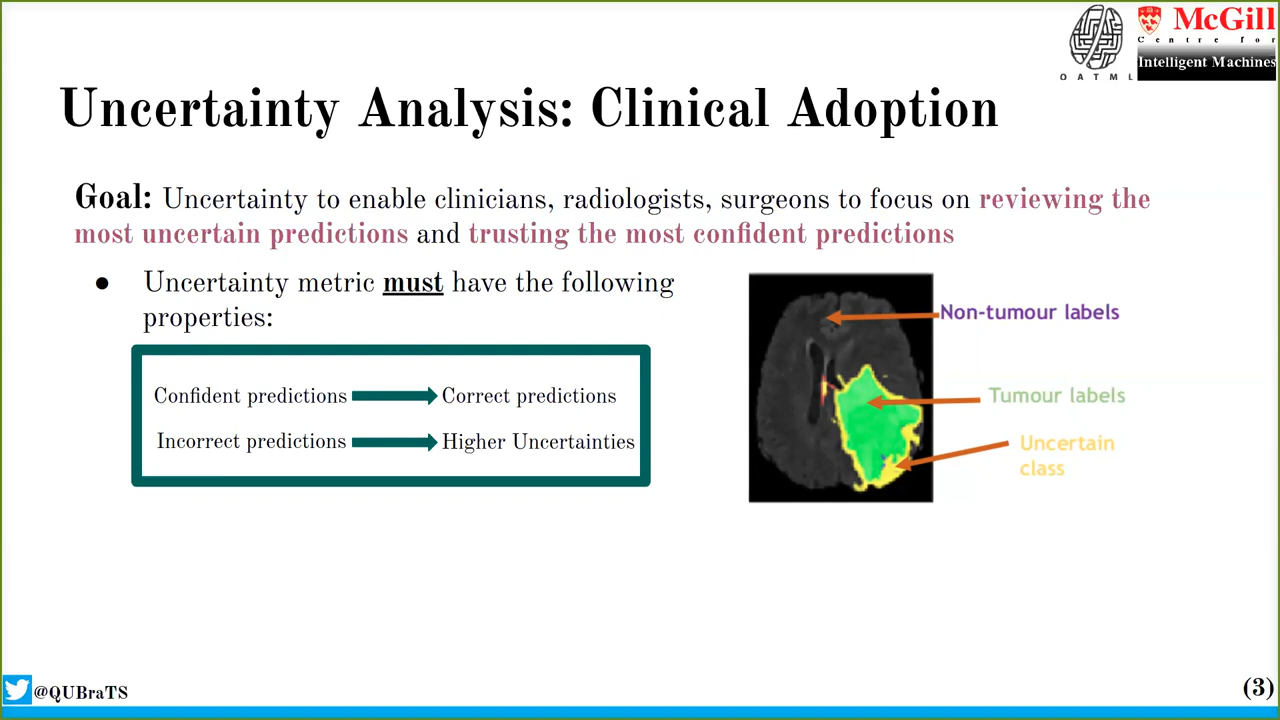 McGill
Centre for
Intelligent Machines
OATML
Uncertainty Analysis: Clinical Adoption
Goal: Uncertainty to enable clinicians, radiologists, surgeons to focus on reviewing the
most uncertain predictions and trusting the most confident predictions
● Uncertainty metric must have the following
properties:
Confident predictions
Correct predictions
Incorrect predictions
Higher Uncertainties
Non-tumour labels
Tumour labels
Uncertain
class
@QUBraTS
(3)